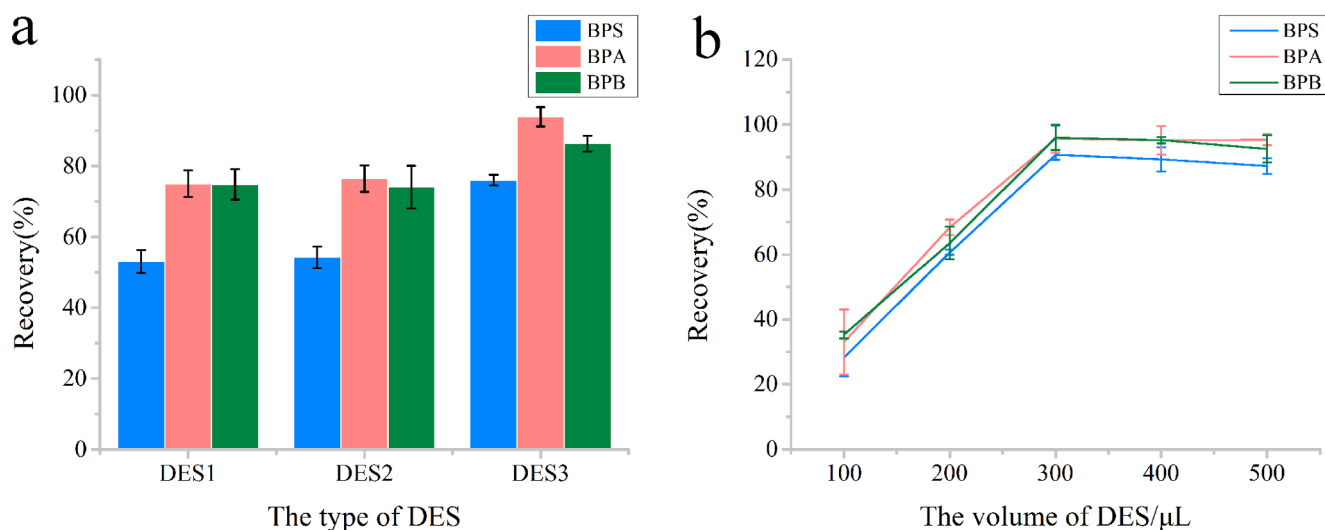 a
BPS
BPA
BPB
100
80
60
40
20
0
Recovery(%)
DES1 DES2 DES3
The type of DES
b
BPS
BPA
BPB
120
100
80
60
40
20
0
Recovery(%)
100 200 300 400 500
The volume of DES/μL